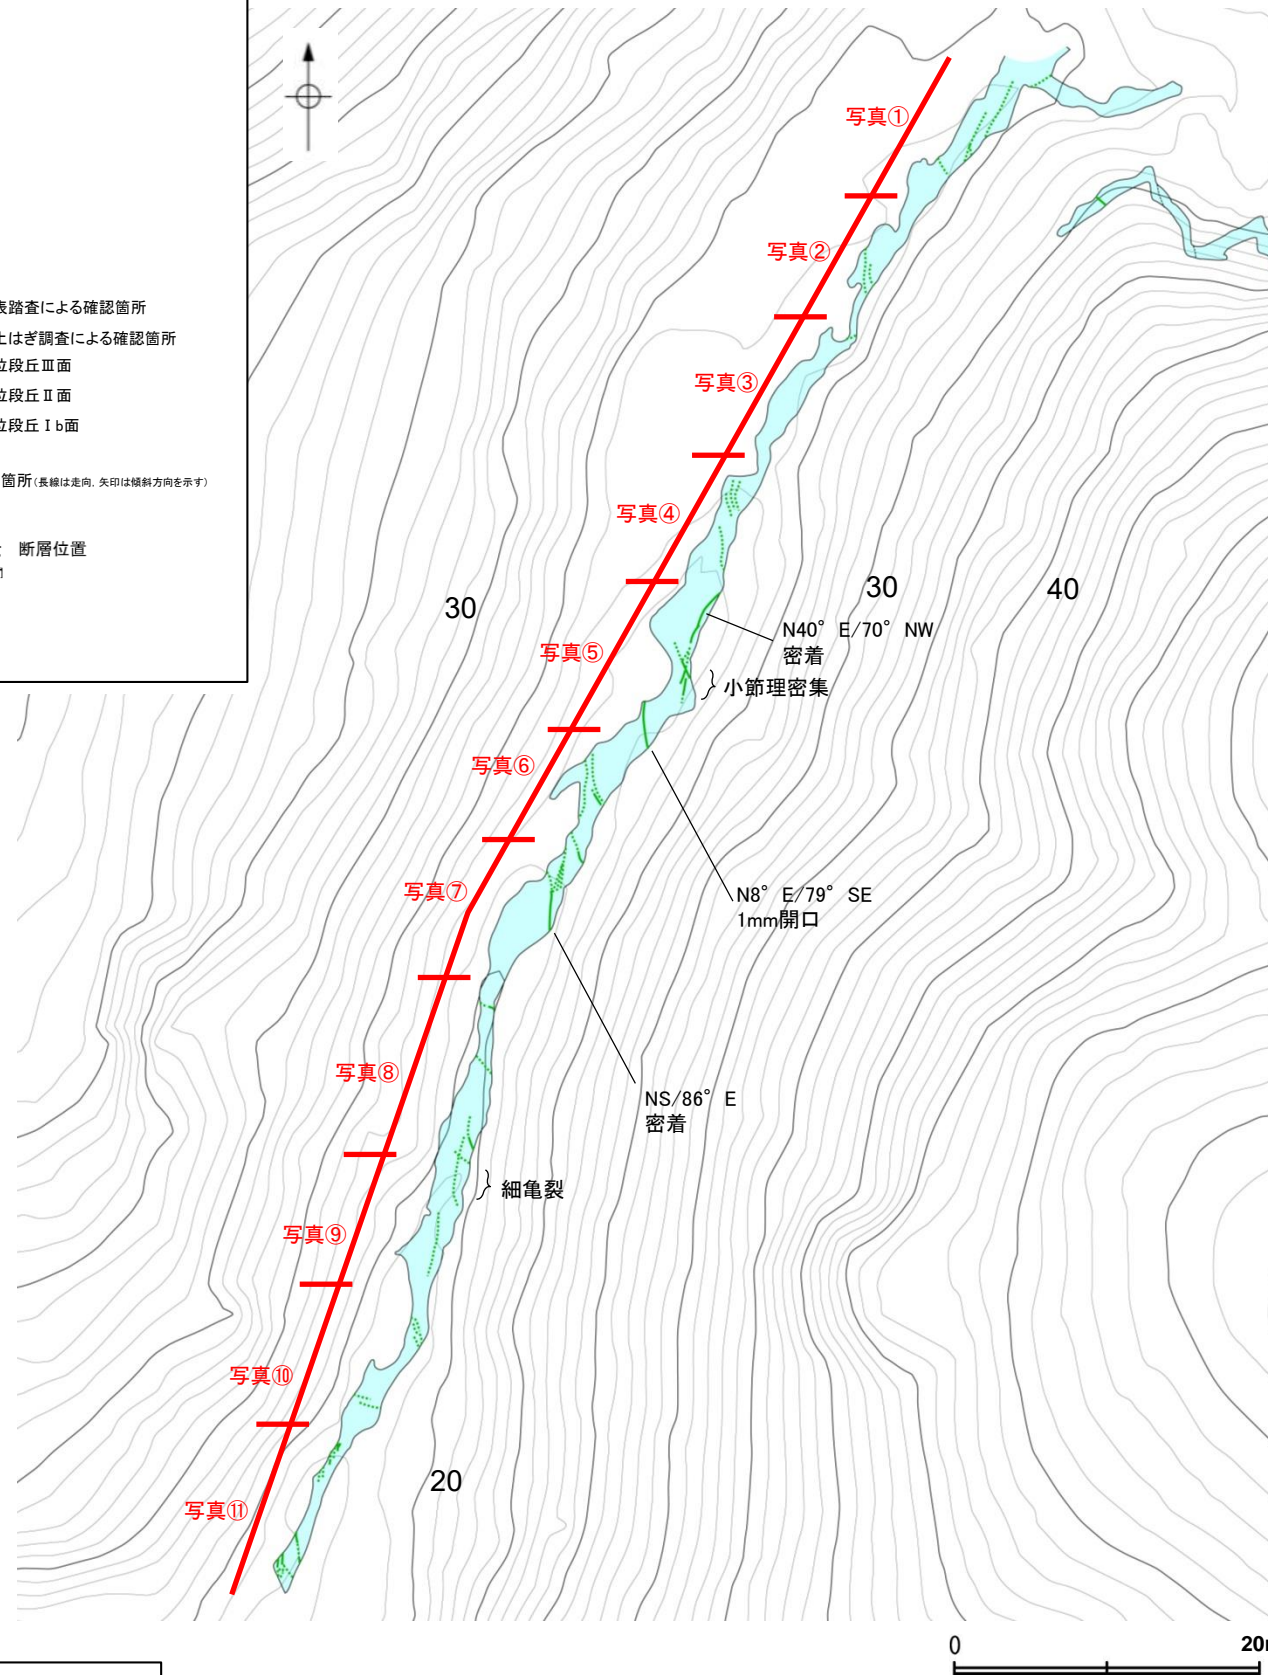 表踏査による確認箇所
土はぎ調査による確認箇所
位段丘Ⅲ面
位段丘Ⅱ面
位段丘Ⅰb面
箇所(長線は走向，矢印は傾斜方向を示す)
断層位置
写真①
写真②
写真③
写真④
写真⑤
写真⑥
写真⑦
写真⑧
写真⑨
写真⑩
写真⑪
30
30
40
N40° E/70° NW
密着
小節理密集
N8° E/79° SE
1mm開口
NS/86° E
密着
細亀裂
20
0
20